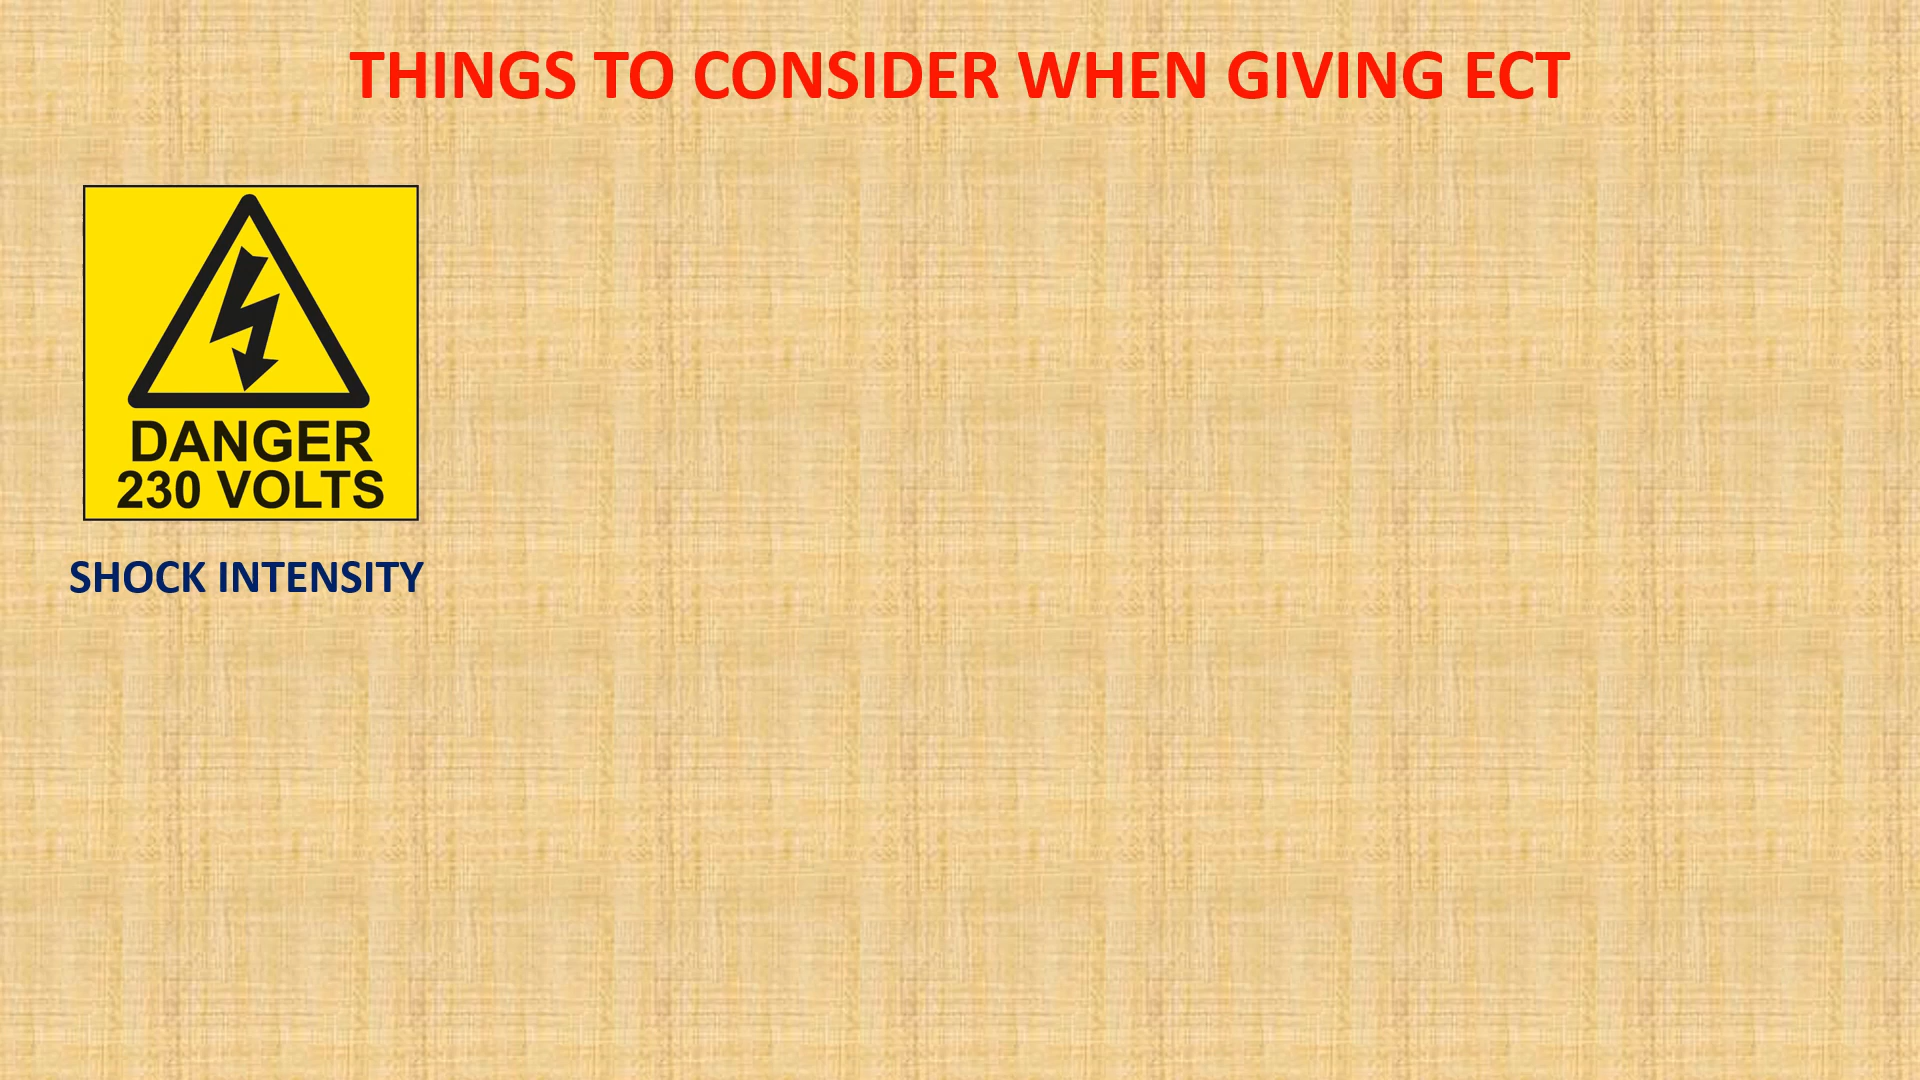 THINGS TO CONSIDER WHEN GIVING ECT
DANGER
230 VOLTS
SHOCK INTENSITY